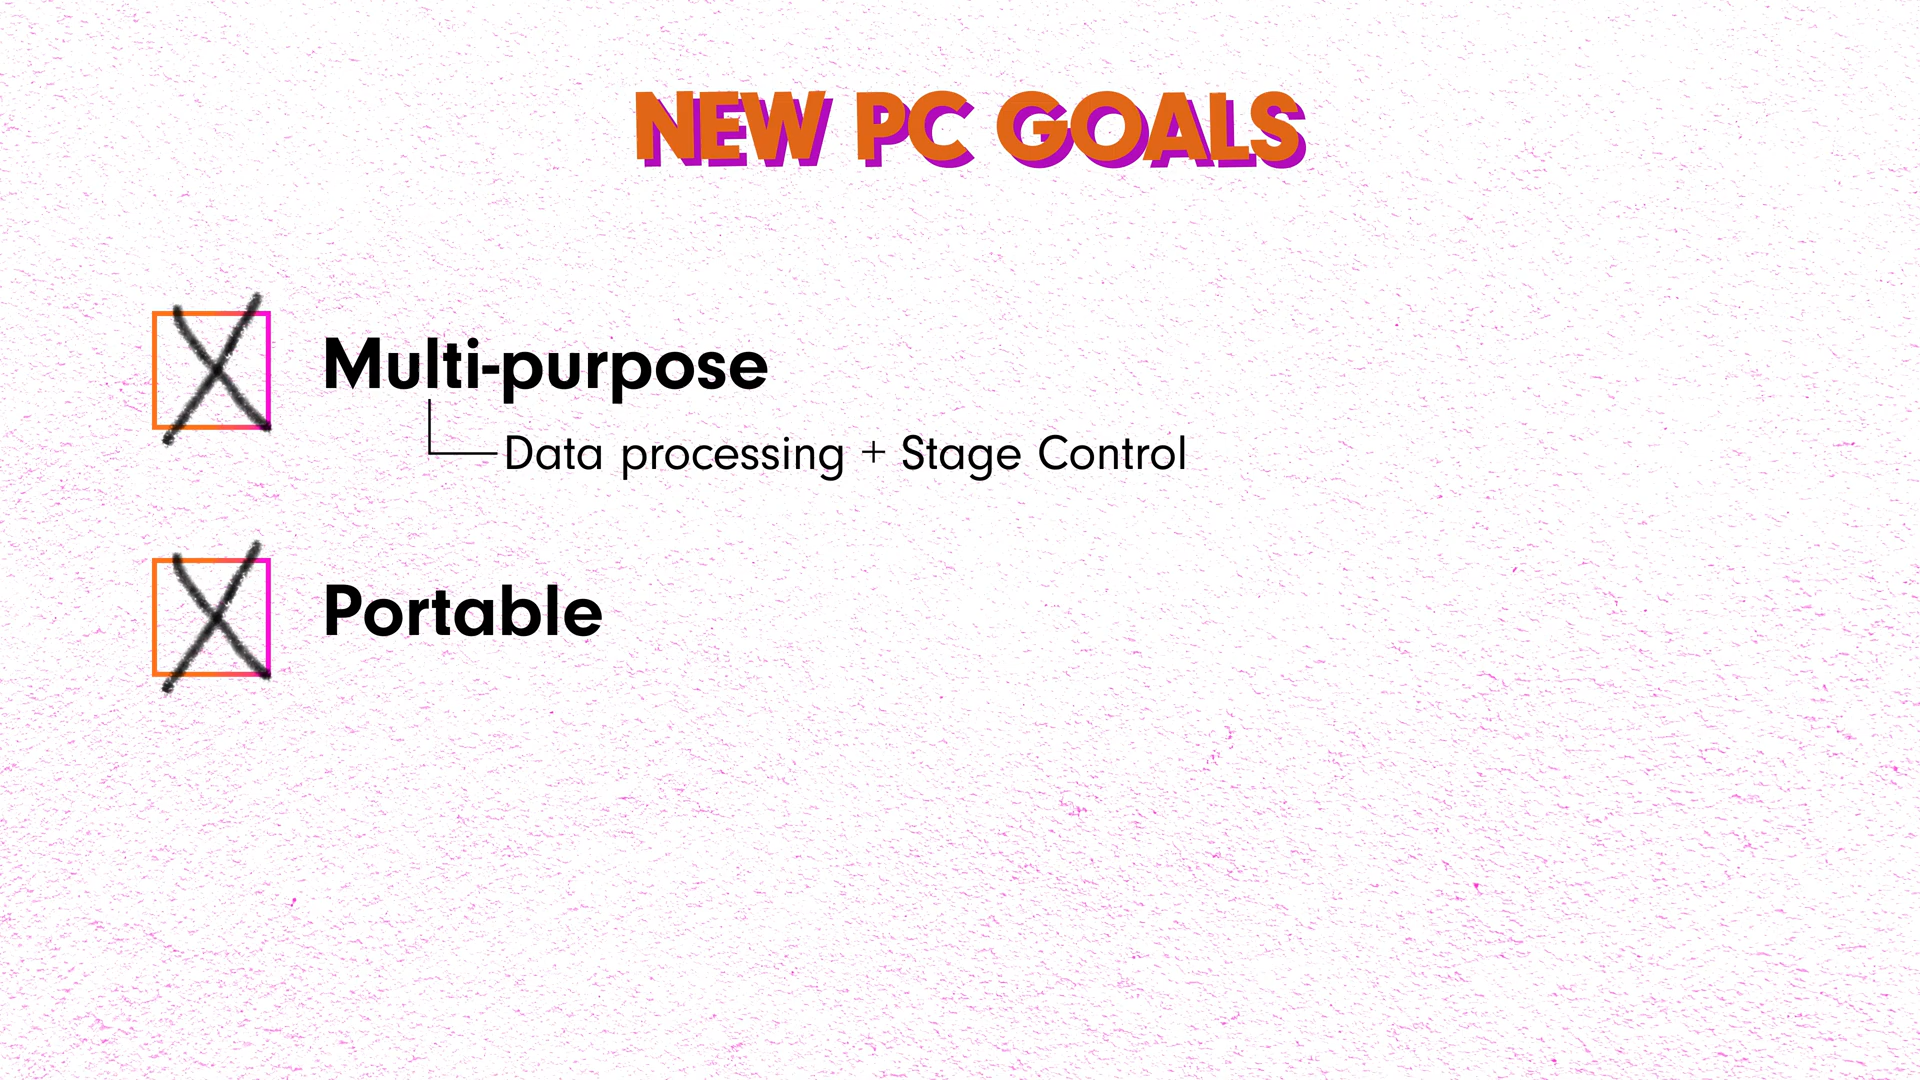 NEW PC GOALS
Multi-purpose
Data processing + Stage Control
Portable